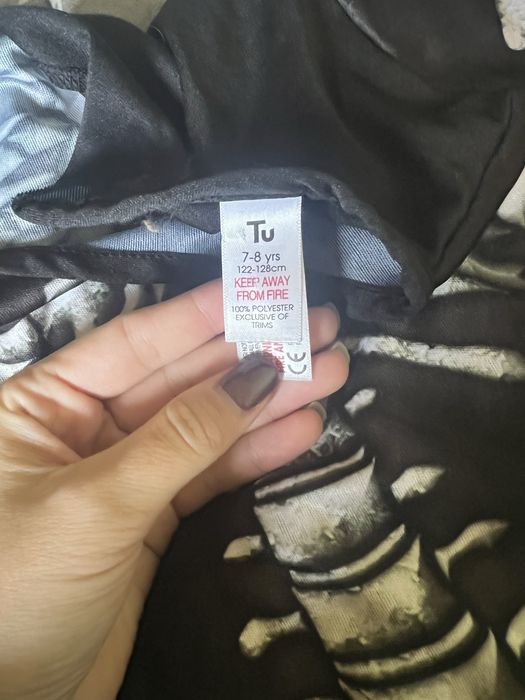 Tu
7-8 yrs
122-128cm
KEEP AWAY
FROM FIRE
100% POLYESTER
EXCLUSIVE OF
TRIMS
CE